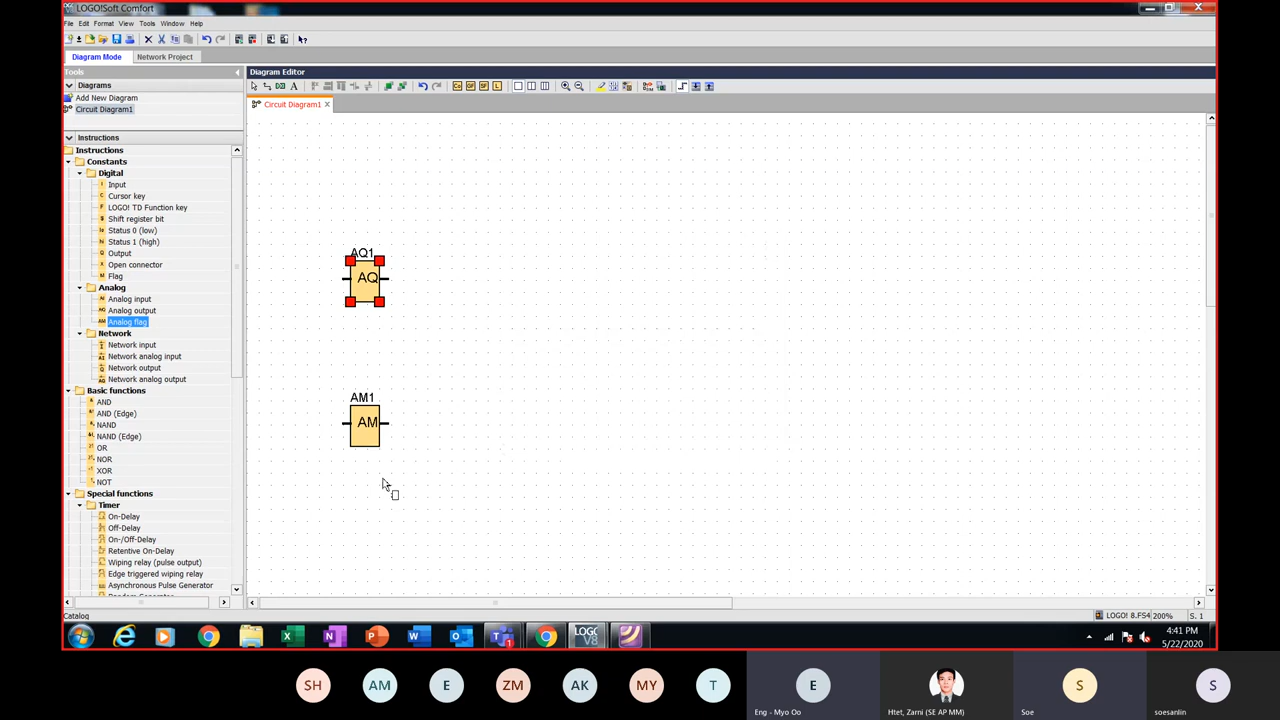 LOGO!Soft Comfort
File Edit Format View Tools Window Help
Diagram Mode Network Project
Tools
Diagram Editor
Diagrams
Add New Diagram
Circuit Diagram1
Circuit Diagram1
Instructions
Instructions
Constants
Digital
Input
Cursor key
LOGO! TD Function key
Shift register bit
Status 0 (low)
Status 1 (high)
Output
Open connector
Flag
Analog
Analog input
Analog output
Analog flag
Network
Network input
Network analog input
Network output
Network analog output
Basic functions
AND
AND (Edge)
NAND
NAND (Edge)
OR
NOR
XOR
NOT
Special functions
Timer
On-Delay
Off-Delay
On-/Off-Delay
Retentive On-Delay
Wiping relay (pulse output)
Edge triggered wiping relay
Asynchronous Pulse Generator
AQ1
AQ
AM1
AM
Catalog
LOGO! 8.FS4 200% S. 1
4:41 PM
5/22/2020
SH AM E ZM AK MY T E S S
Eng - Myo Oo
Htet, Zarni (SE AP MM)
Soe
soesanlin